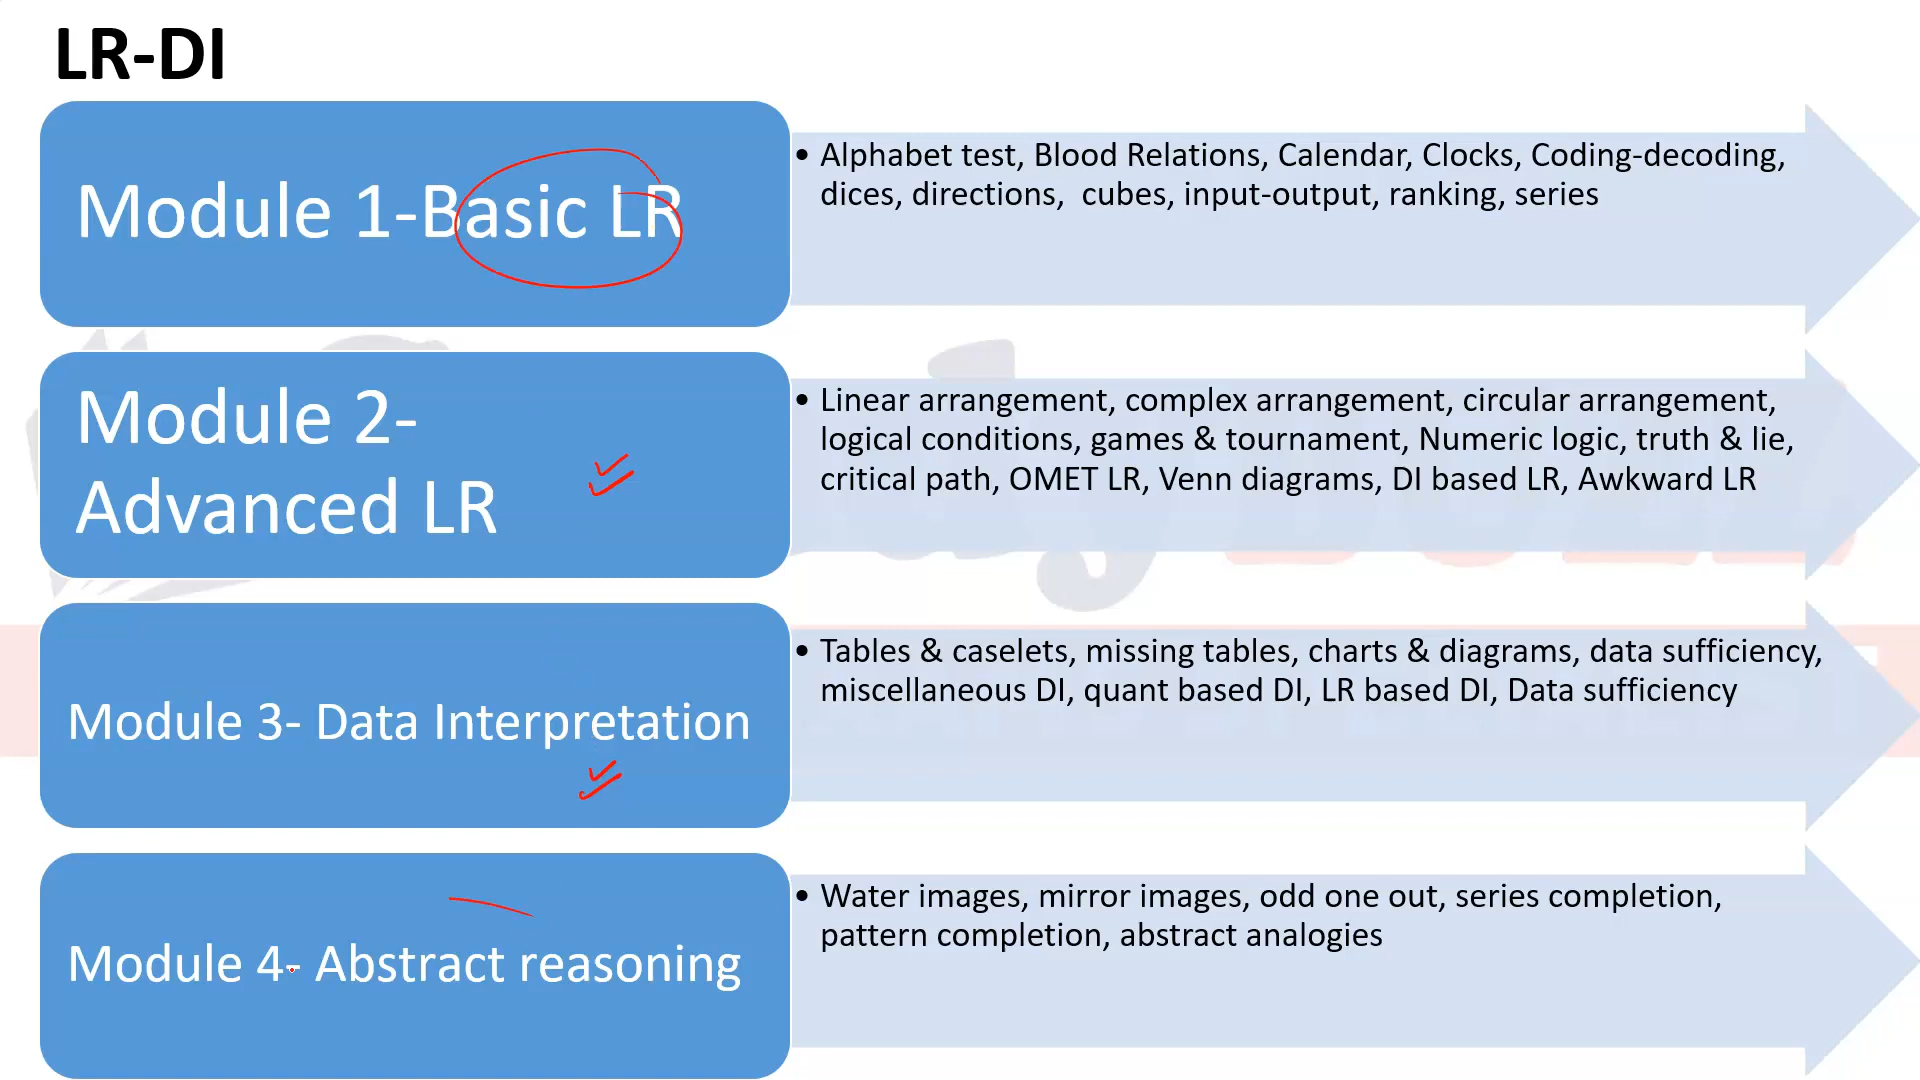 LR-DI
Module 1-Basic LR
• Alphabet test, Blood Relations, Calendar, Clocks, Coding-decoding,
dices, directions,  cubes, input-output, ranking, series
Module 2-
Advanced LR
• Linear arrangement, complex arrangement, circular arrangement,
logical conditions, games & tournament, Numeric logic, truth & lie,
critical path, OMET LR, Venn diagrams, DI based LR, Awkward LR
Module 3- Data Interpretation
• Tables & caselets, missing tables, charts & diagrams, data sufficiency,
miscellaneous DI, quant based DI, LR based DI, Data sufficiency
Module 4- Abstract reasoning
• Water images, mirror images, odd one out, series completion,
pattern completion, abstract analogies